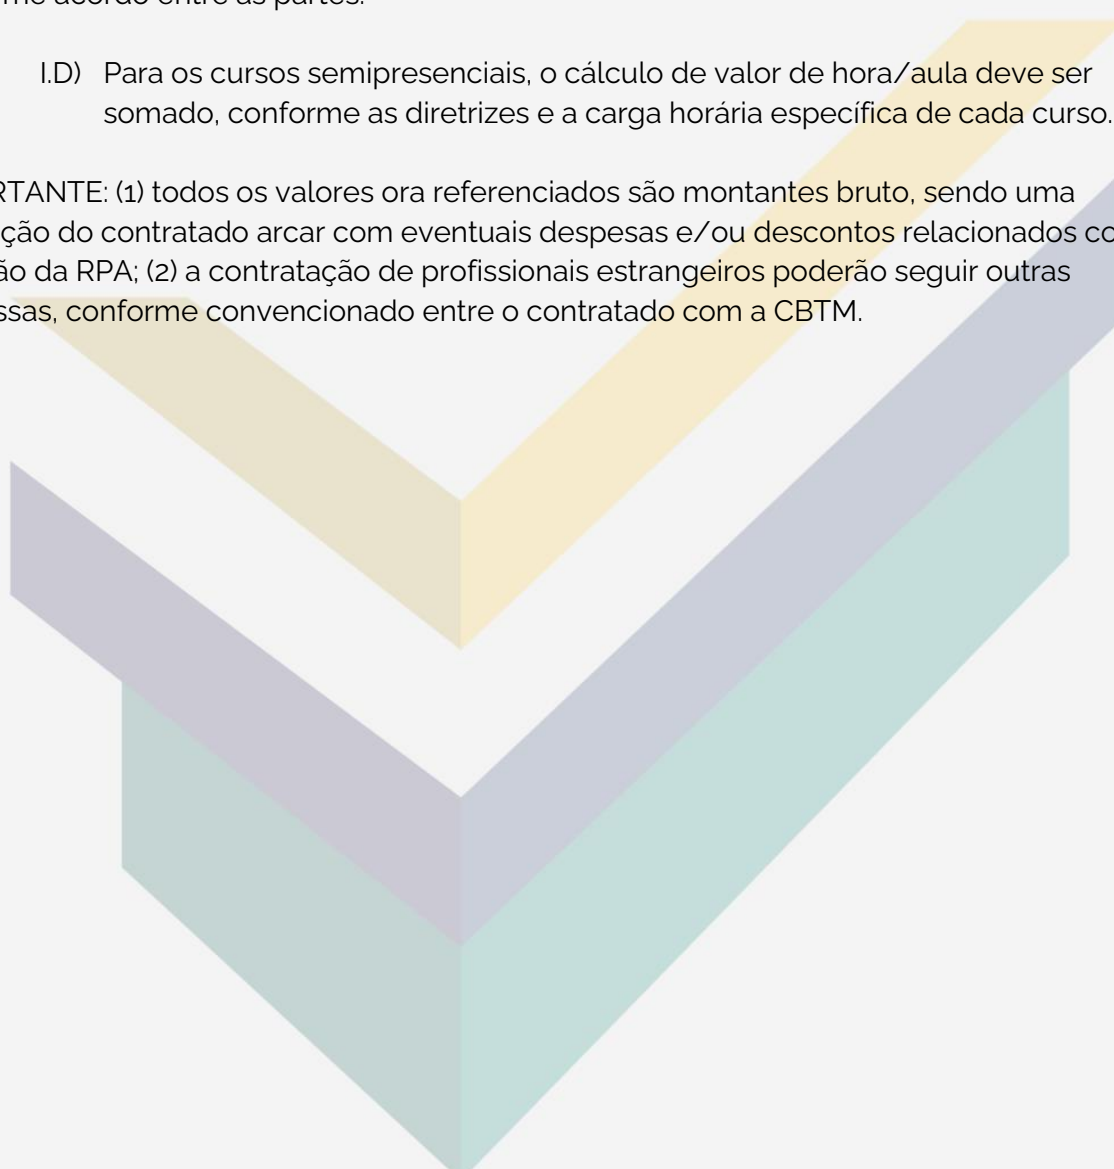 me acordo entre as partes.
I.D) Para os cursos semipresenciais, o cálculo de valor de hora/aula deve ser
somado, conforme as diretrizes e a carga horária específica de cada curso.
RTANTE: (1) todos os valores ora referenciados são montantes bruto, sendo uma
ção do contratado arcar com eventuais despesas e/ou descontos relacionados co
ão da RPA; (2) a contratação de profissionais estrangeiros poderão seguir outras
ssas, conforme convencionado entre o contratado com a CBTM.